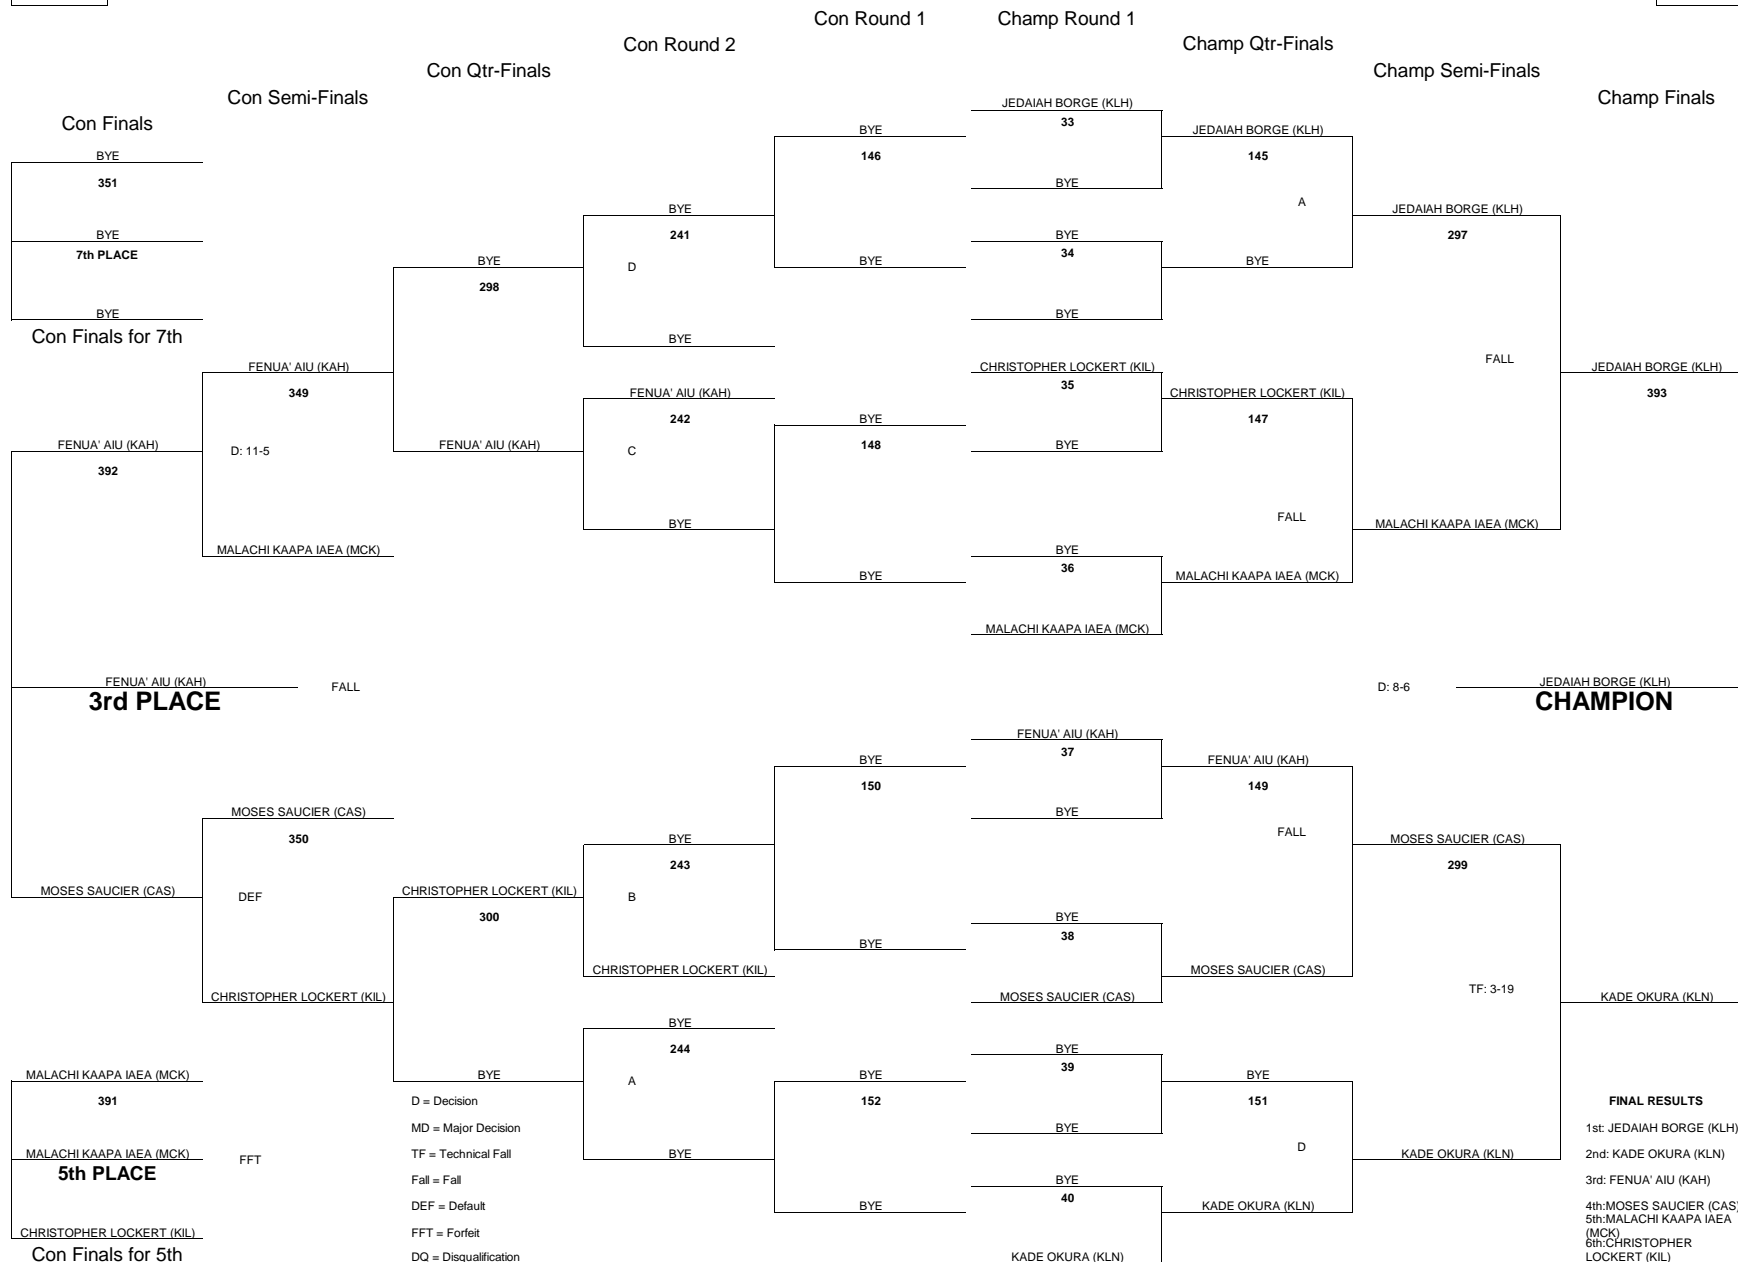 Con Round 1
Champ Round 1
Con Round 2
Champ Qtr-Finals
Con Qtr-Finals
Champ Semi-Finals
Con Semi-Finals
Champ Finals
Con Finals
BYE
351
BYE
7th PLACE
BYE
Con Finals for 7th
FENUA' AIU (KAH)
392
FENUA' AIU (KAH)
3rd PLACE
FALL
MOSES SAUCIER (CAS)
MALACHI KAAPA IAEA (MCK)
391
MALACHI KAAPA IAEA (MCK)
5th PLACE
FFT
CHRISTOPHER LOCKERT (KIL)
Con Finals for 5th
FENUA' AIU (KAH)
349
D: 11-5
MALACHI KAAPA IAEA (MCK)
MOSES SAUCIER (CAS)
350
DEF
CHRISTOPHER LOCKERT (KIL)
BYE
298
FENUA' AIU (KAH)
CHRISTOPHER LOCKERT (KIL)
300
BYE
D = Decision
MD = Major Decision
TF = Technical Fall
Fall = Fall
DEF = Default
FFT = Forfeit
DQ = Disqualification
BYE
241
D
BYE
FENUA' AIU (KAH)
242
C
BYE
BYE
243
B
CHRISTOPHER LOCKERT (KIL)
BYE
244
A
BYE
BYE
146
BYE
BYE
148
BYE
BYE
150
BYE
BYE
152
BYE
JEDAIAH BORGE (KLH)
33
BYE
BYE
34
BYE
CHRISTOPHER LOCKERT (KIL)
35
BYE
BYE
36
MALACHI KAAPA IAEA (MCK)
FENUA' AIU (KAH)
37
BYE
BYE
38
MOSES SAUCIER (CAS)
BYE
39
BYE
BYE
40
KADE OKURA (KLN)
JEDAIAH BORGE (KLH)
145
A
BYE
CHRISTOPHER LOCKERT (KIL)
147
FALL
MALACHI KAAPA IAEA (MCK)
FENUA' AIU (KAH)
149
FALL
MOSES SAUCIER (CAS)
BYE
151
D
KADE OKURA (KLN)
JEDAIAH BORGE (KLH)
297
FALL
MALACHI KAAPA IAEA (MCK)
MOSES SAUCIER (CAS)
299
TF: 3-19
KADE OKURA (KLN)
JEDAIAH BORGE (KLH)
393
D: 8-6
JEDAIAH BORGE (KLH)
CHAMPION
KADE OKURA (KLN)
FINAL RESULTS
1st: JEDAIAH BORGE (KLH)
2nd: KADE OKURA (KLN)
3rd: FENUA' AIU (KAH)
4th:MOSES SAUCIER (CAS)
5th:MALACHI KAAPA IAEA
(MCK)
6th:CHRISTOPHER
LOCKERT (KIL)